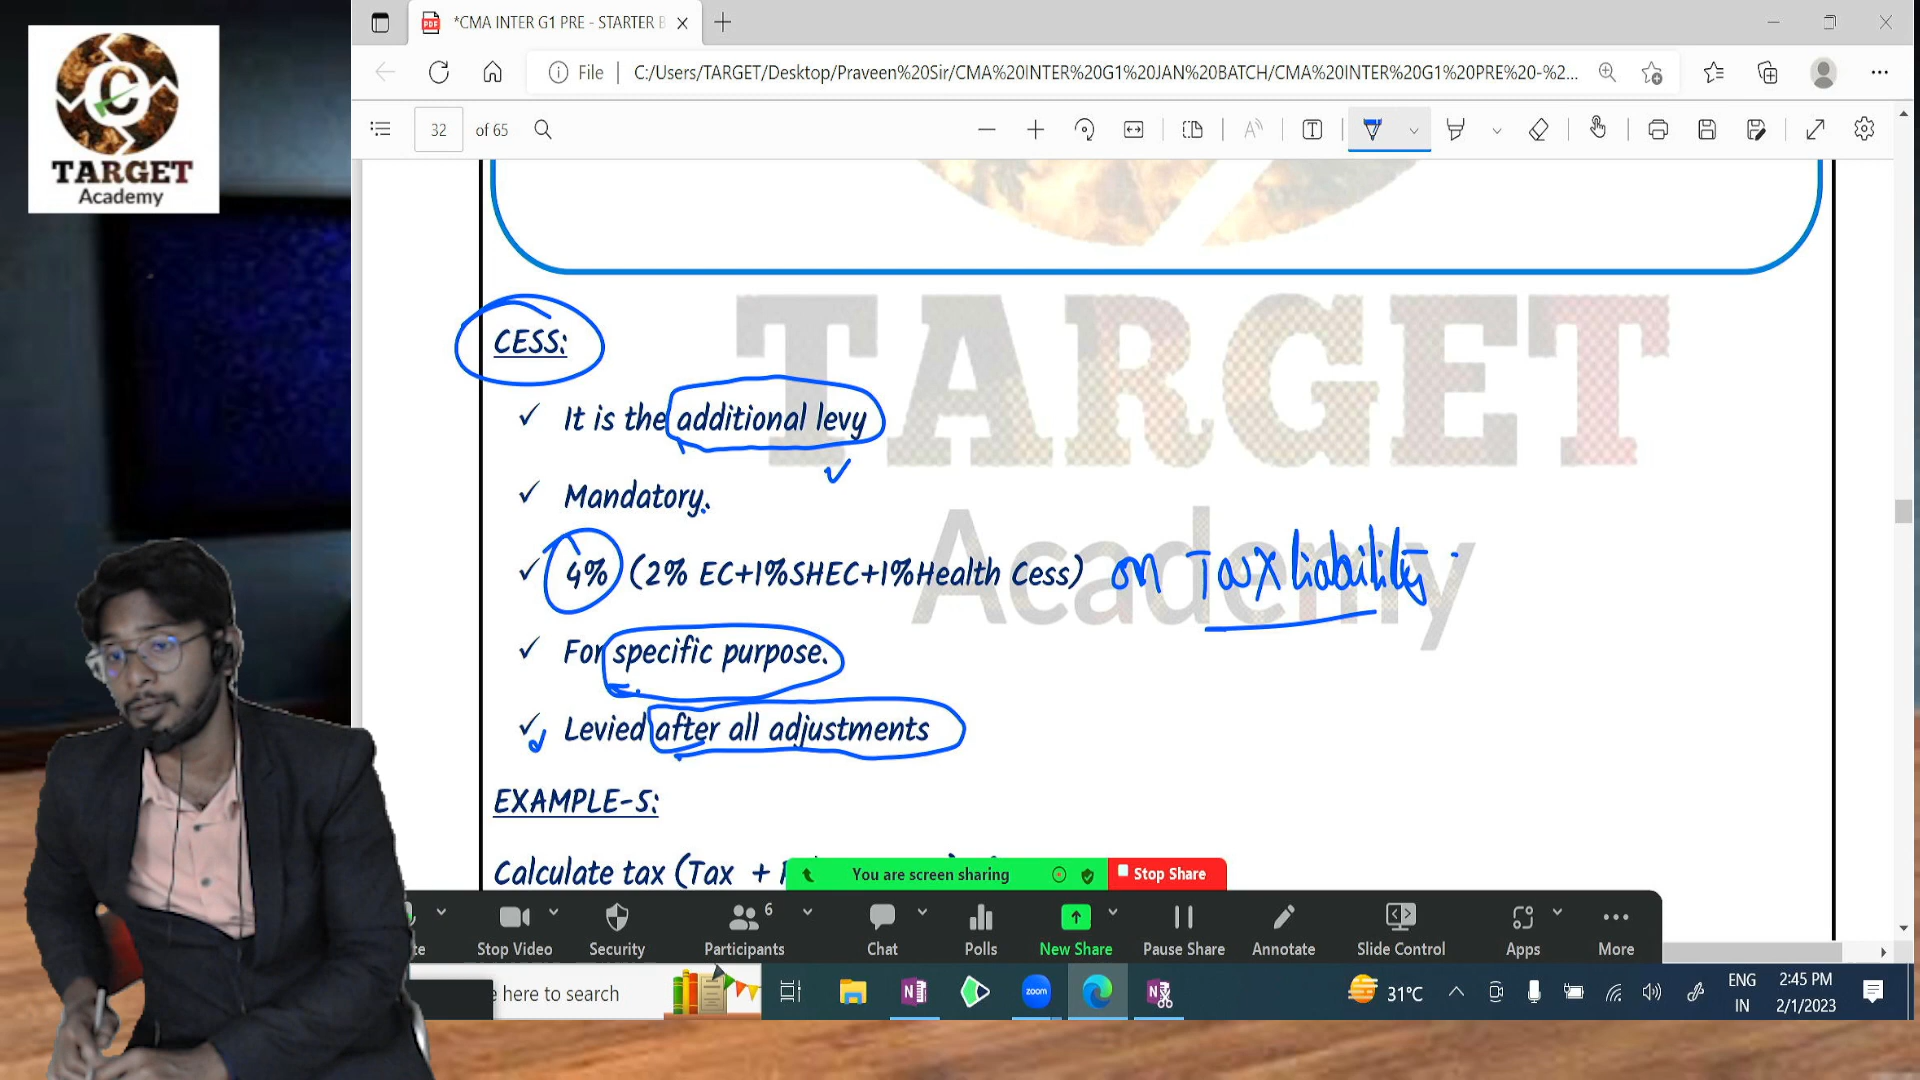 *CMA INTER G1 PRE - STARTER B
File
C:/Users/TARGET/Desktop/Praveen%20Sir/CMA%20INTER%20G1%20JAN%20BATCH/CMA%20INTER%20G1%20PRE%20-%2...
32 of 65
TARGET
Academy
CESS:
✓ It is the additional levy
✓ Mandatory.
✓ 4% (2% EC+1%SHEC+1%Health Cess) on Tax liability
✓ For specific purpose.
✓ Levied after all adjustments
EXAMPLE-5:
Calculate tax (Tax +
TARGET
Academy
You are screen sharing
Stop Share
Stop Video
Security
Participants 6
Chat
Polls
New Share
Pause Share
Annotate
Slide Control
Apps
More
here to search
zoom
31°C
ENG
IN
2:45 PM
2/1/2023